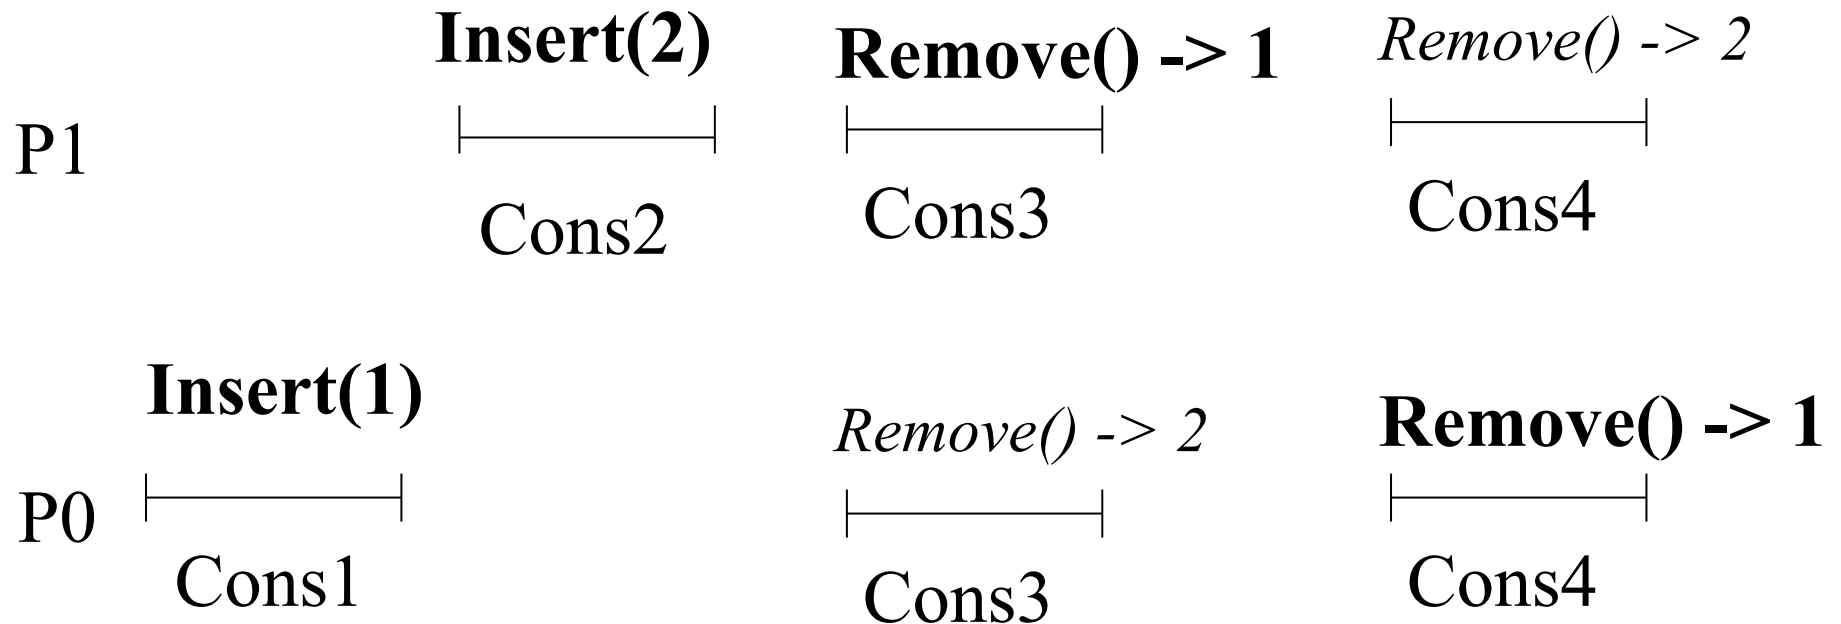 Insert(2)
Remove() -> 1
Remove() -> 2
P1
Cons2
Cons3
Cons4
Insert(1)
Remove() -> 2
Remove() -> 1
P0
Cons1
Cons3
Cons4